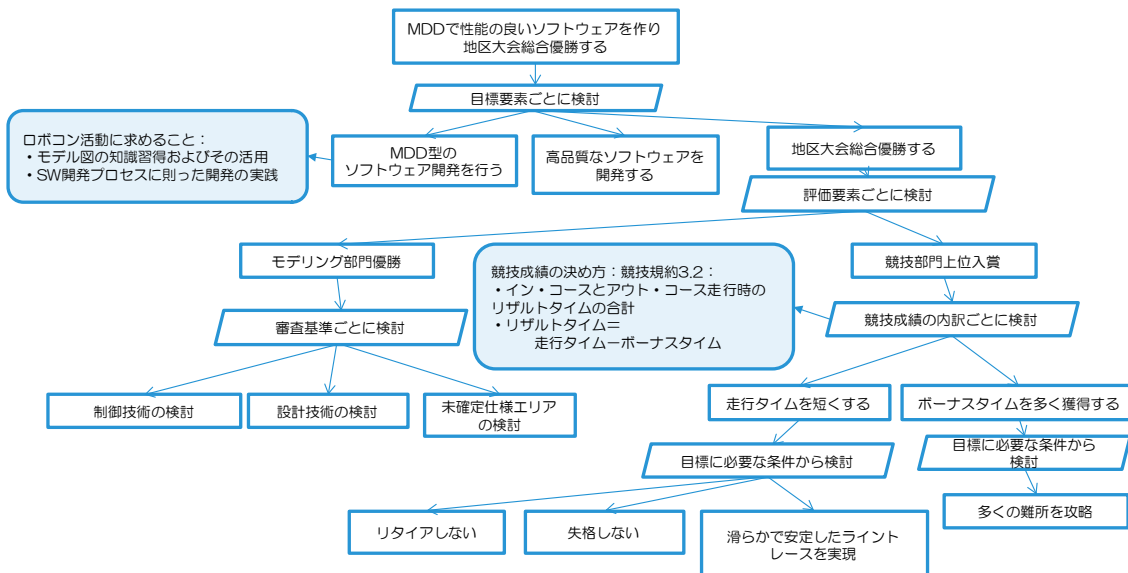 MDDで性能の良いソフトウェアを作り
地区大会総合優勝する
目標要素ごとに検討
ロボコン活動に求めること：
・モデル図の知識習得およびその活用
・SW開発プロセスに則った開発の実践
MDD型の
ソフトウェア開発を行う
高品質なソフトウェアを
開発する
地区大会総合優勝する
評価要素ごとに検討
モデリング部門優勝
競技成績の決め方：競技規約3.2：
・イン・コースとアウト・コース走行時の
リザルトタイムの合計
・リザルトタイム＝
走行タイムーボーナスタイム
競技部門上位入賞
審査基準ごとに検討
競技成績の内訳ごとに検討
制御技術の検討
設計技術の検討
未確定仕様エリア
の検討
走行タイムを短くする
ボーナスタイムを多く獲得する
目標に必要な条件から検討
目標に必要な条件から
検討
リタイアしない
失格しない
滑らかで安定したライント
レースを実現
多くの難所を攻略